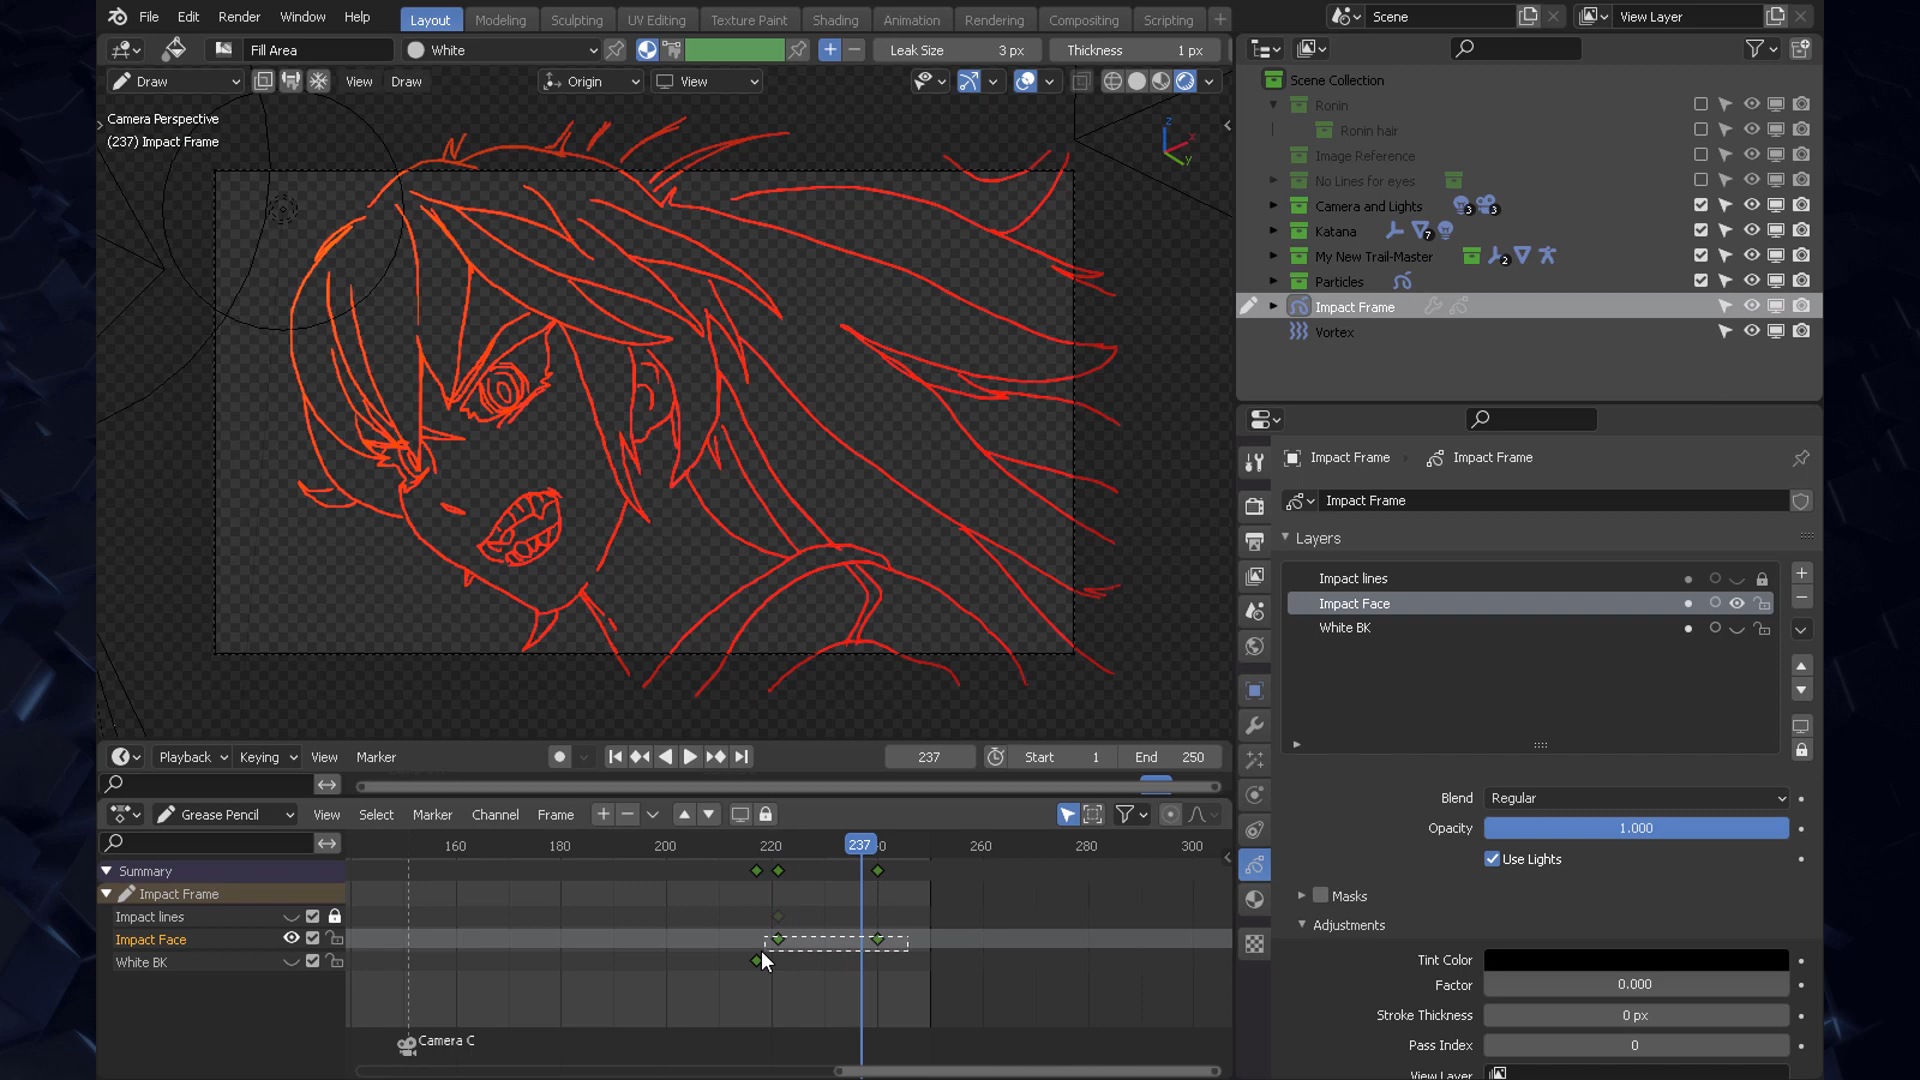 File Edit Render Window Help Layout Modeling Sculpting UV Editing Texture Paint Shading Animation Rendering Compositing Scripting + Scene View Layer
Fill Area White + − Leak Size 3 px Thickness 1 px
Draw View Draw Origin View
Camera Perspective
(237) Impact Frame
z
x
y
Scene Collection
Ronin
Ronin hair
Image Reference
No Lines for eyes
Camera and Lights 3 3
Katana 7
My New Trail-Master 2
Particles
Impact Frame
Vortex
Impact Frame Impact Frame
Impact Frame
Layers
Impact lines
Impact Face
White BK
Blend Regular
Opacity 1.000
Use Lights
Masks
Adjustments
Tint Color
Factor 0.000
Stroke Thickness 0 px
Pass Index 0
View Layer
Playback Keying View Marker 237 Start 1 End 250
Grease Pencil View Select Marker Channel Frame
160 180 200 220 237 260 280 300
Summary
Impact Frame
Impact lines
Impact Face
White BK
Camera C